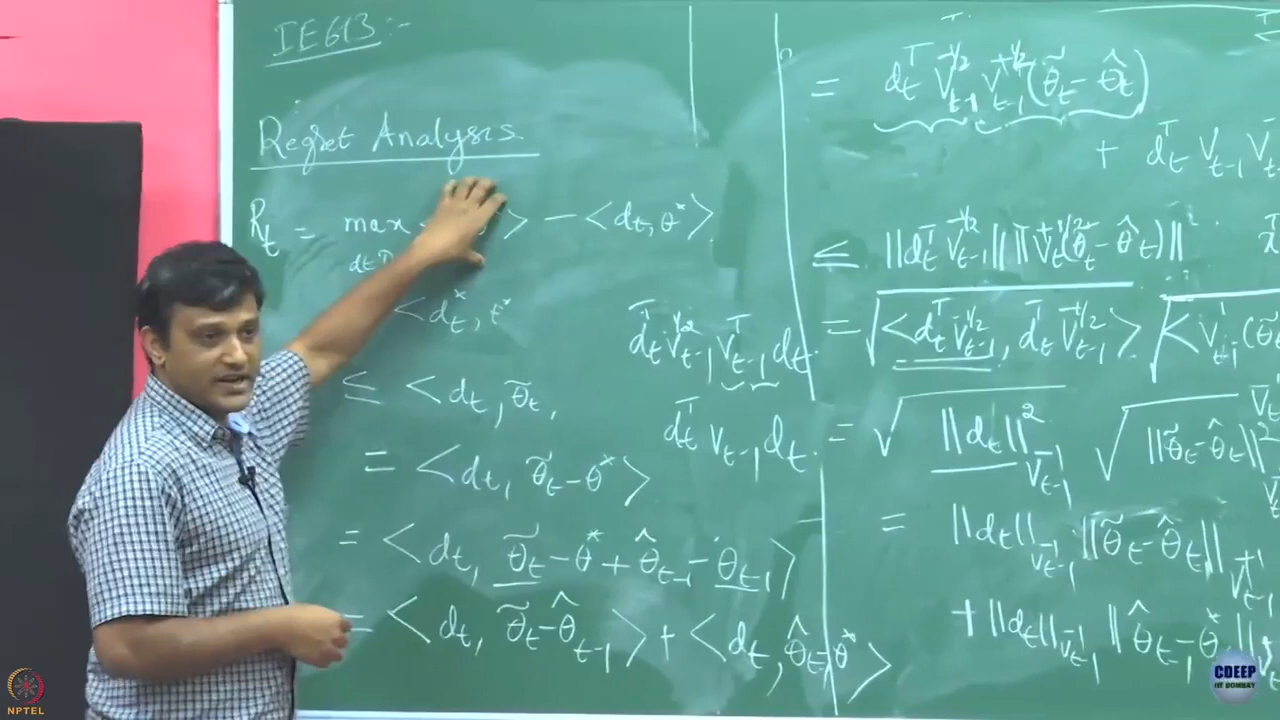 IE613:-
Regret Analysis
R_t = max < > - <d_t, θ*>
d_t D
<d_t*, t*
≤ <d_t, θ̃_t,
= <d_t, θ̃_t - θ*>
= <d_t, θ̃_t - θ* + θ̂_{t-1} - θ_{t-1}>
= <d_t, θ̃_t - θ̂_{t-1}> + <d_t, θ̂_t - θ*>
d_t^T V_{t-1}^{-1/2} V_{t-1}^{-1} d_t.
d_t^T V_{t-1} d_t.
= d_t^T V_{t-1}^{-1/2} V_{t-1}^{+1/2} (θ̃_t - θ̂_t)
+ d_t^T V_{t-1}
≤ ||d_t^T V_{t-1}^{-1/2}|| || V_t^{+1/2} (θ̃ - θ̂_t)||
= √<d_t^T V_{t-1}^{-1/2}, d_t^T V_{t-1}^{-1/2}>
= √||d_t||²_{V_{t-1}^{-1}} √||θ̃_t - θ̂_t||²
= ||d_t||_{V_{t-1}^{-1}} ||θ̃_t - θ̂_t||_{V_{t-1}}
+ ||d_t||_{V_{t-1}^{-1}} ||θ̂_{t-1} - θ*||
NPTEL
CDEEP
IIT BOMBAY